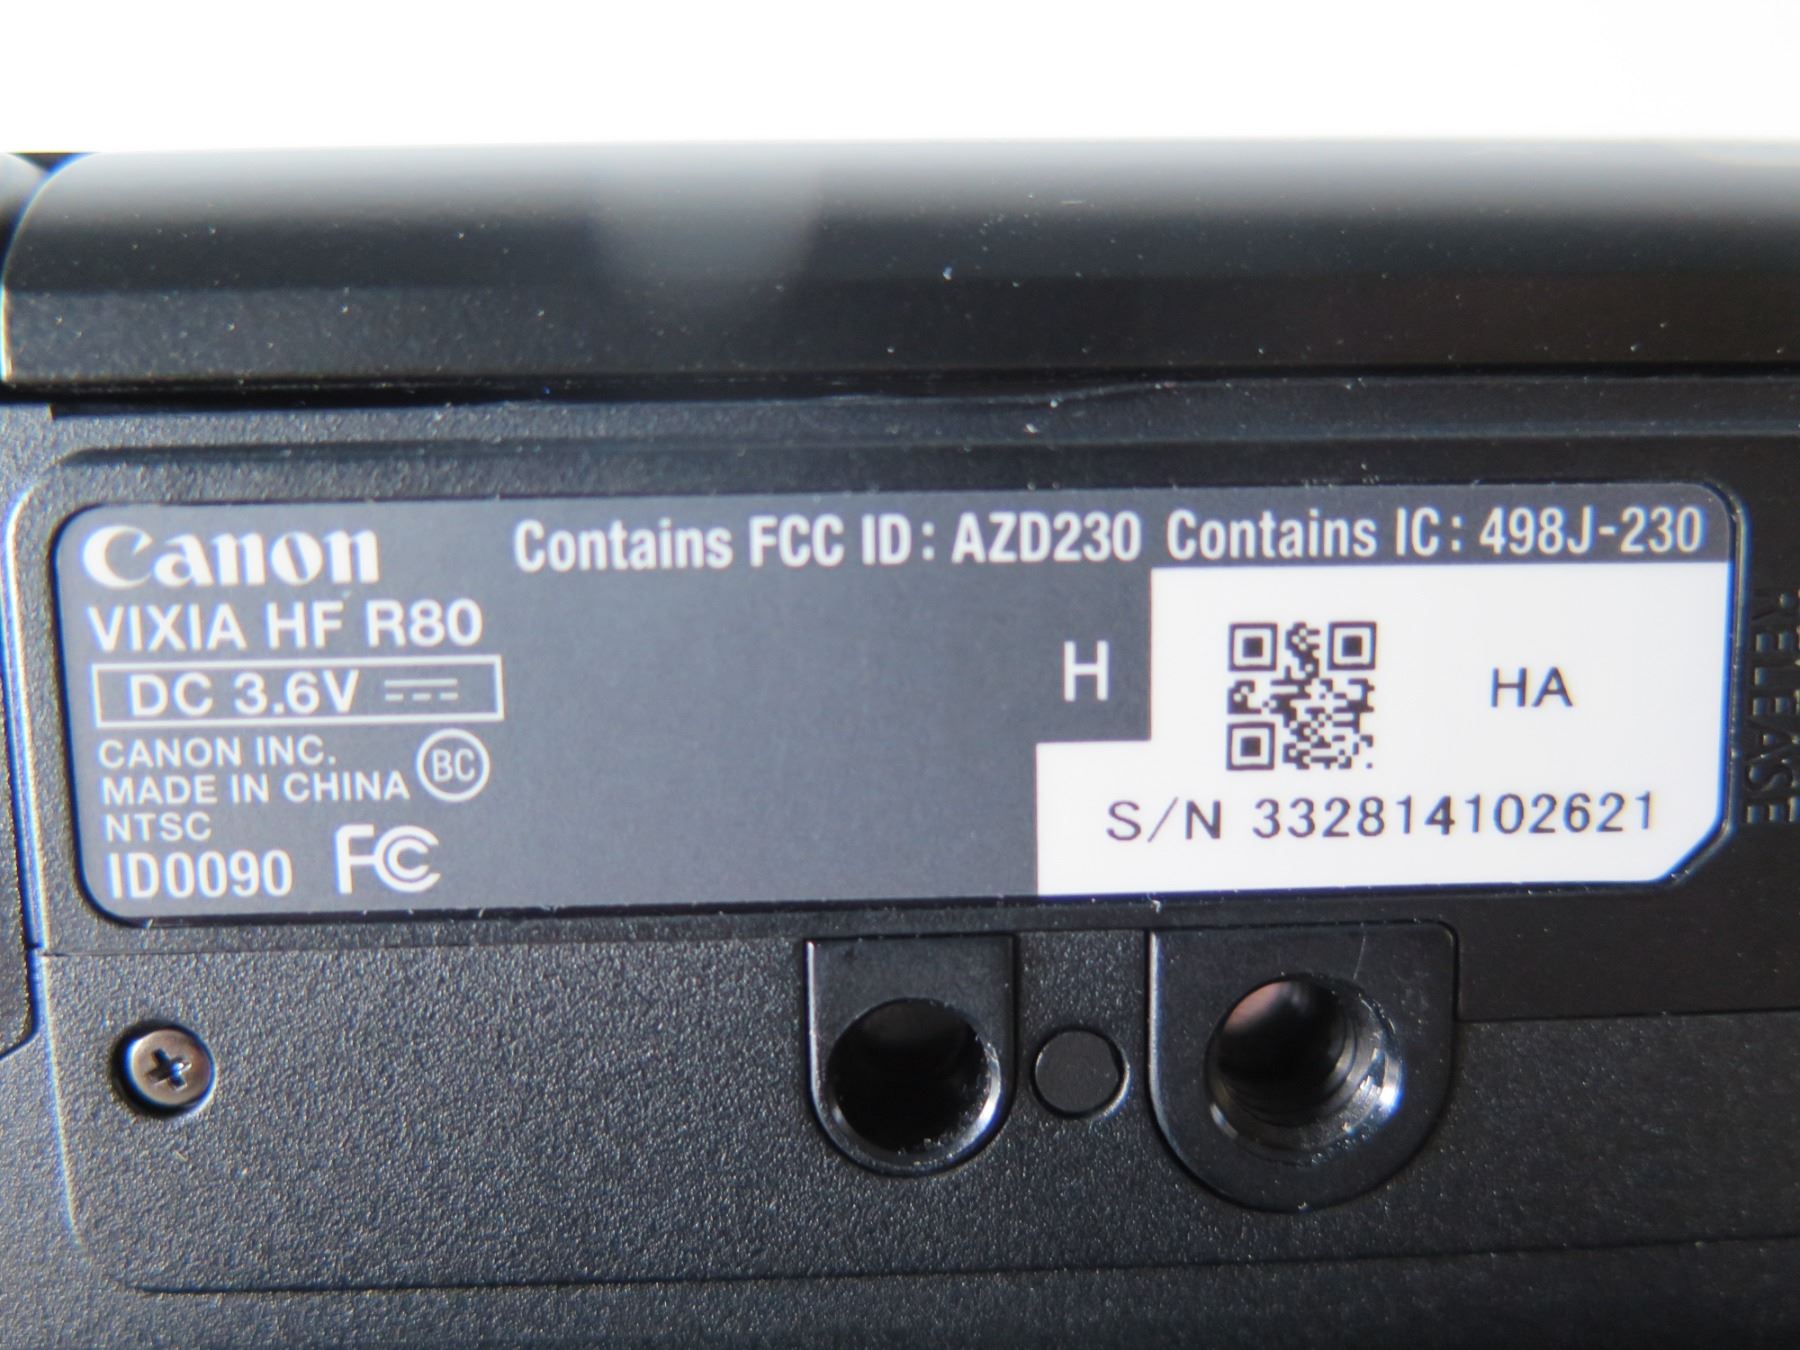 Canon
Contains FCC ID: AZD230 Contains IC: 498J-230
VIXIA HF R80
DC 3.6V
H
HA
CANON INC.
MADE IN CHINA
BC
NTSC
ID0090
FC
S/N 332814102621
RELEASE